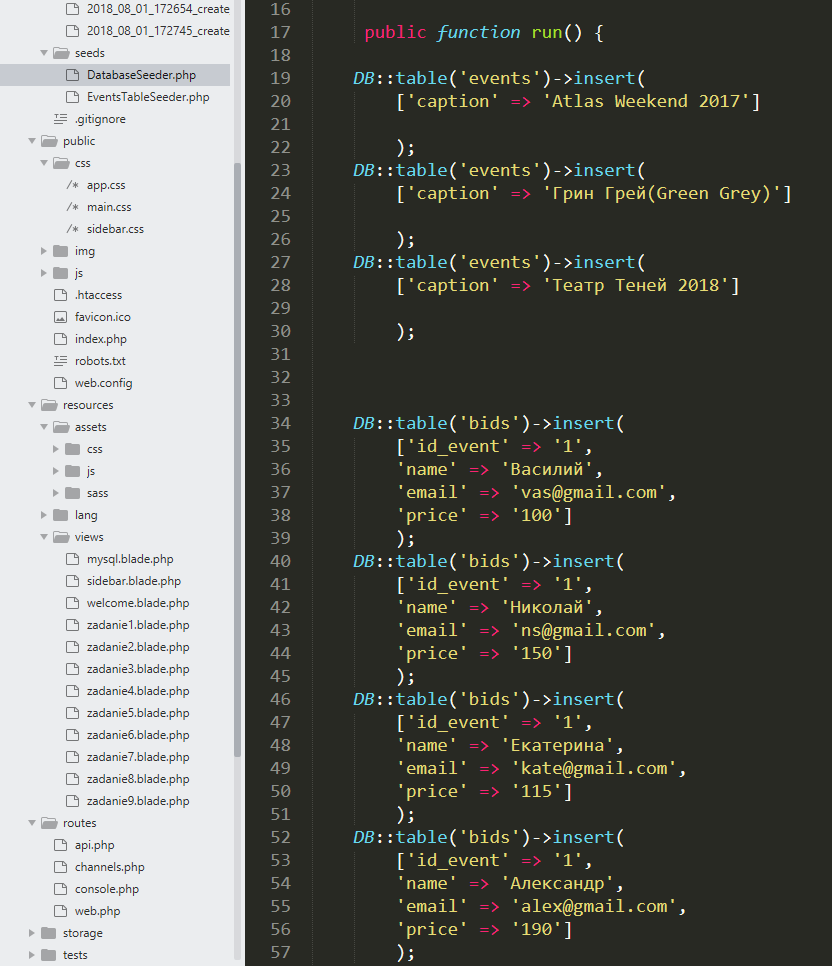 2018_08_01_172654_create
2018_08_01_172745_create
seeds
DatabaseSeeder.php
EventsTableSeeder.php
.gitignore
public
css
/* app.css
/* main.css
/* sidebar.css
img
js
.htaccess
favicon.ico
index.php
robots.txt
web.config
resources
assets
css
js
sass
lang
views
mysql.blade.php
sidebar.blade.php
welcome.blade.php
zadanie1.blade.php
zadanie2.blade.php
zadanie3.blade.php
zadanie4.blade.php
zadanie5.blade.php
zadanie6.blade.php
zadanie7.blade.php
zadanie8.blade.php
zadanie9.blade.php
routes
api.php
channels.php
console.php
web.php
storage
tests
16
17 public function run() {
18
19 DB::table('events')->insert(
20 ['caption' => 'Atlas Weekend 2017']
21
22 );
23 DB::table('events')->insert(
24 ['caption' => 'Грин Грей(Green Grey)']
25
26 );
27 DB::table('events')->insert(
28 ['caption' => 'Театр Теней 2018']
29
30 );
31
32
33
34 DB::table('bids')->insert(
35 ['id_event' => '1',
36 'name' => 'Василий',
37 'email' => 'vas@gmail.com',
38 'price' => '100']
39 );
40 DB::table('bids')->insert(
41 ['id_event' => '1',
42 'name' => 'Николай',
43 'email' => 'ns@gmail.com',
44 'price' => '150']
45 );
46 DB::table('bids')->insert(
47 ['id_event' => '1',
48 'name' => 'Екатерина',
49 'email' => 'kate@gmail.com',
50 'price' => '115']
51 );
52 DB::table('bids')->insert(
53 ['id_event' => '1',
54 'name' => 'Александр',
55 'email' => 'alex@gmail.com',
56 'price' => '190']
57 );